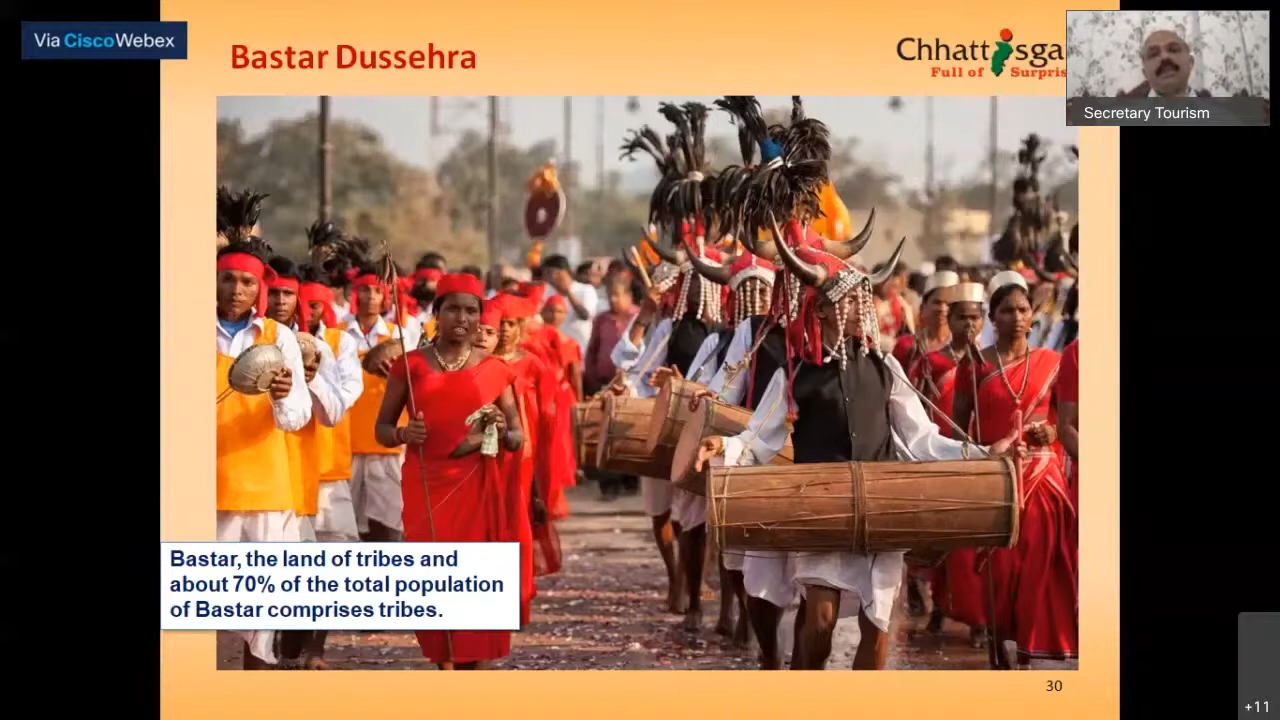 Via CiscoWebex
Bastar Dussehra
Chhattisga
Full of Surpris
Secretary Tourism
Bastar, the land of tribes and
about 70% of the total population
of Bastar comprises tribes.
30
+11